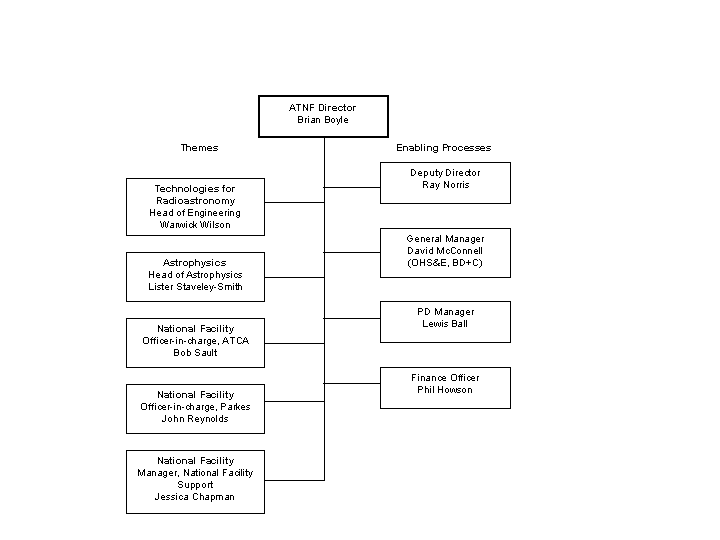 ATNF Director
Brian Boyle
Themes
Technologies for
Radioastronomy
Head of Engineering
Warwick Wilson
Astrophysics
Head of Astrophysics
Lister Staveley-Smith
National Facility
Officer-in-charge, ATCA
Bob Sault
National Facility
Officer-in-charge, Parkes
John Reynolds
National Facility
Manager, National Facility
Support
Jessica Chapman
Enabling Processes
Deputy Director
Ray Norris
General Manager
David McConnell
(OHS&E, BD+C)
PD Manager
Lewis Ball
Finance Officer
Phil Howson